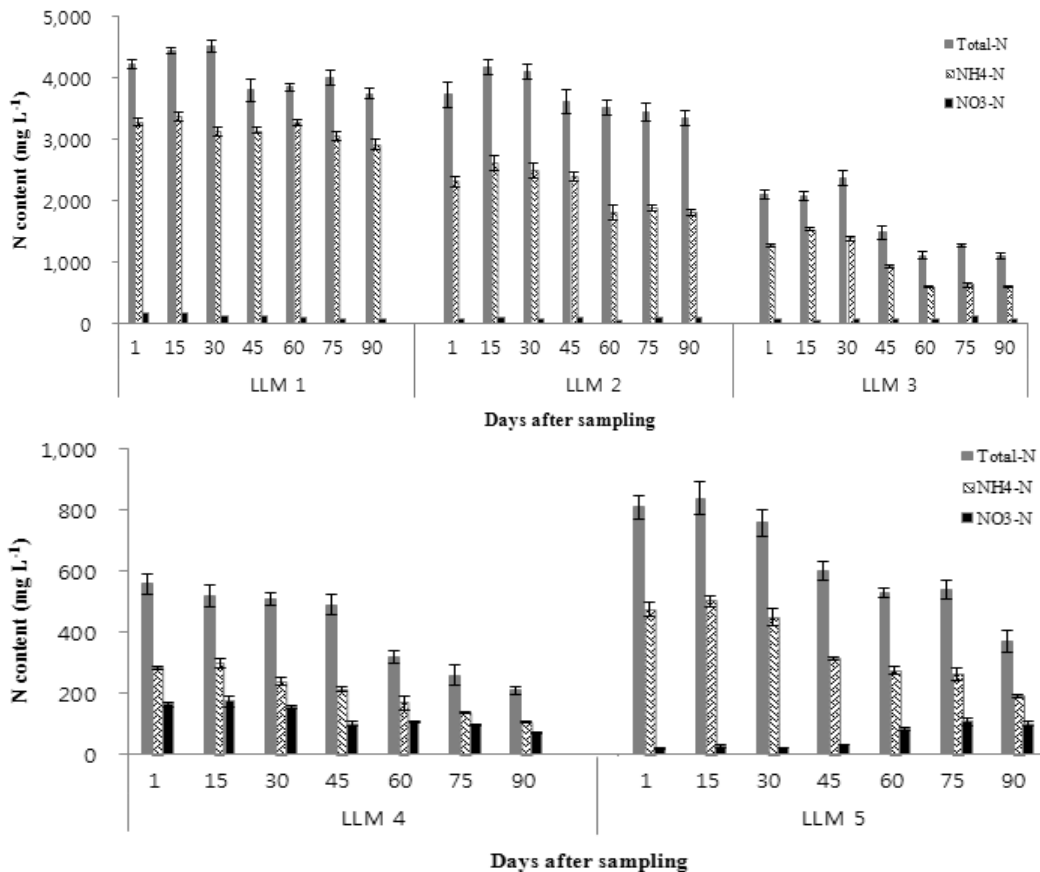 5,000
4,000
3,000
2,000
1,000
0
N content (mg L-1)
Total-N
NH4-N
NO3-N
1 15 30 45 60 75 90 1 15 30 45 60 75 90 1 15 30 45 60 75 90
LLM 1 LLM 2 LLM 3
Days after sampling
1,000
800
600
400
200
0
N content (mg L-1)
Total-N
NH4-N
NO3-N
1 15 30 45 60 75 90 1 15 30 45 60 75 90
LLM 4 LLM 5
Days after sampling